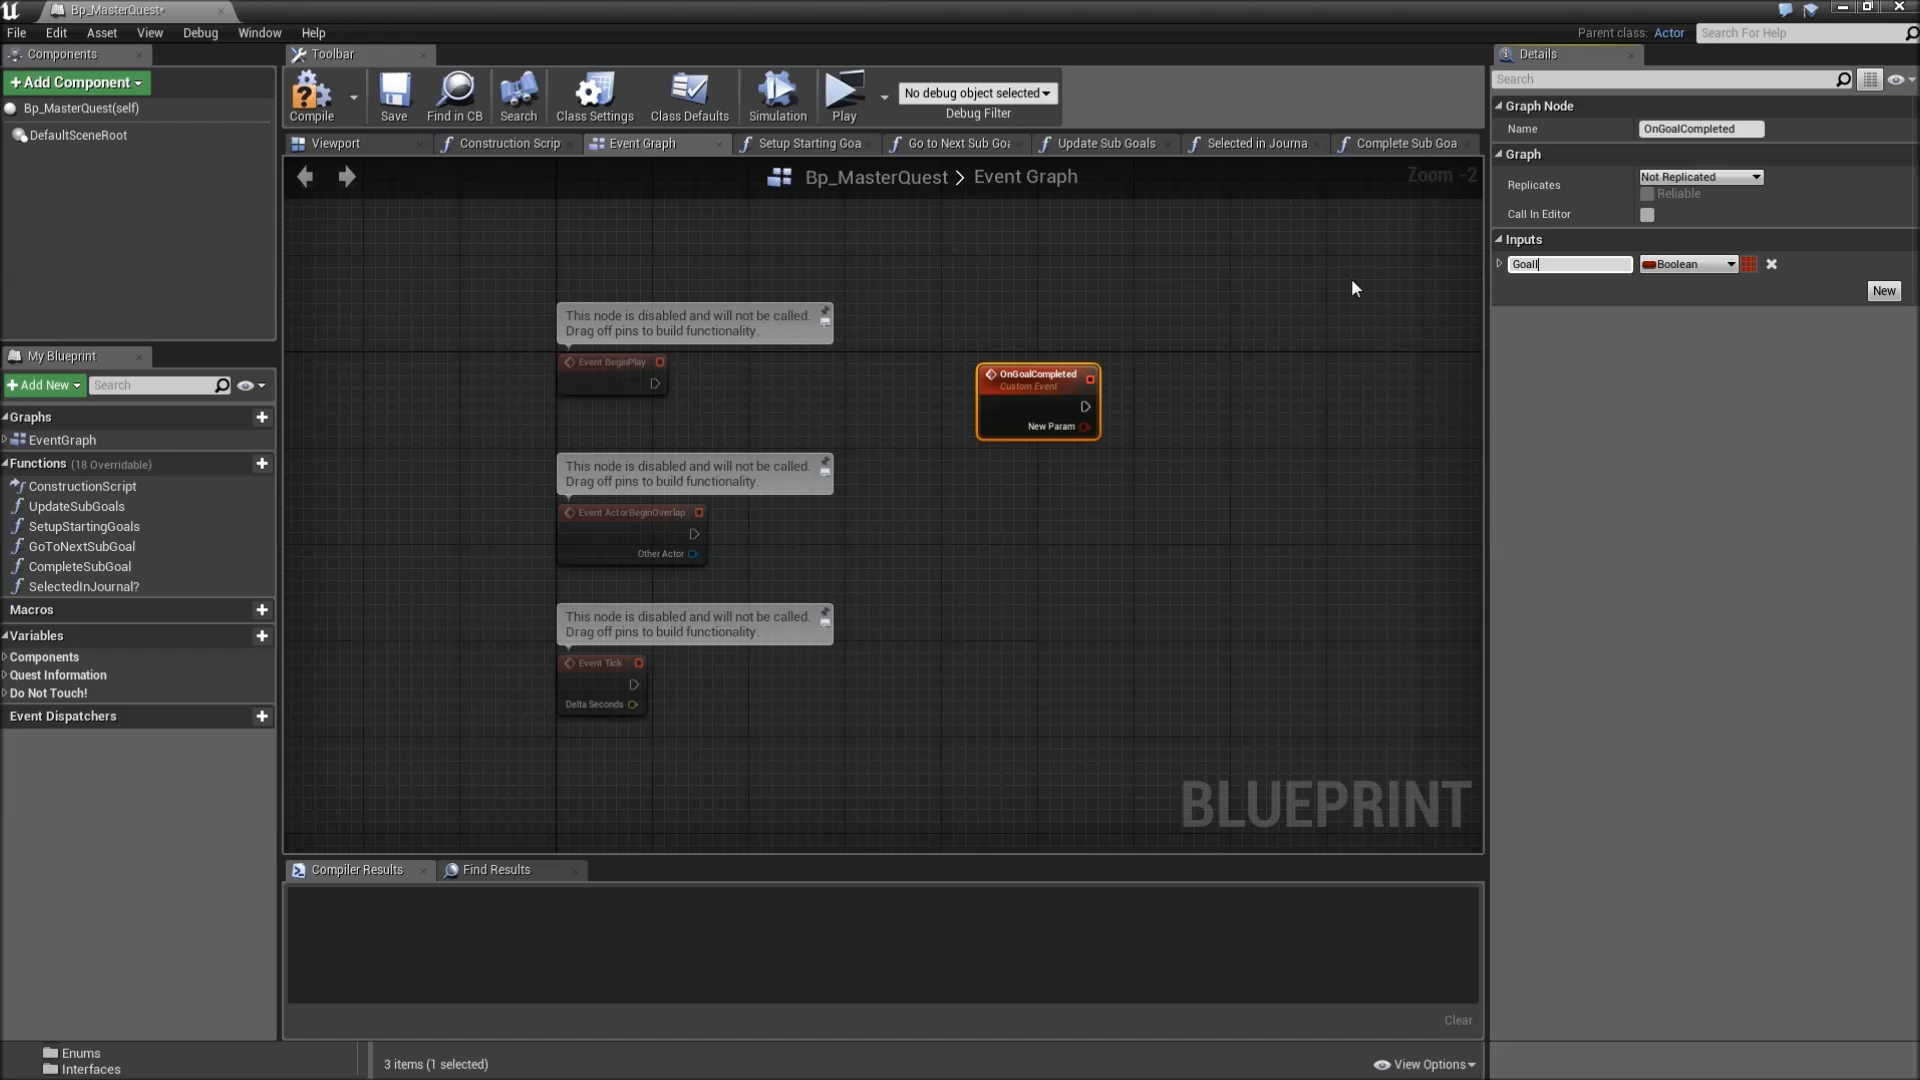 Bp_MasterQuest*
File Edit Asset View Debug Window Help
Parent class: Actor Search For Help
Components
Toolbar
Details
+Add Component
Bp_MasterQuest(self)
DefaultSceneRoot
Compile Save Find in CB Search Class Settings Class Defaults Simulation Play
No debug object selected
Debug Filter
Search
Graph Node
Name OnGoalCompleted
Graph
Replicates Not Replicated
Reliable
Call In Editor
Inputs
GoalI Boolean
New
Viewport Construction Scrip Event Graph Setup Starting Goa Go to Next Sub Goa Update Sub Goals Selected in Journa Complete Sub Goa
Bp_MasterQuest > Event Graph
Zoom -2
This node is disabled and will not be called.
Drag off pins to build functionality.
Event BeginPlay
OnGoalCompleted
Custom Event
New Param
This node is disabled and will not be called.
Drag off pins to build functionality.
Event ActorBeginOverlap
Other Actor
This node is disabled and will not be called.
Drag off pins to build functionality.
Event Tick
Delta Seconds
BLUEPRINT
My Blueprint
+Add New Search
Graphs
EventGraph
Functions (18 Overridable)
ConstructionScript
UpdateSubGoals
SetupStartingGoals
GoToNextSubGoal
CompleteSubGoal
SelectedInJournal?
Macros
Variables
Components
Quest Information
Do Not Touch!
Event Dispatchers
Compiler Results Find Results
Clear
Enums
Interfaces
3 items (1 selected)
View Options